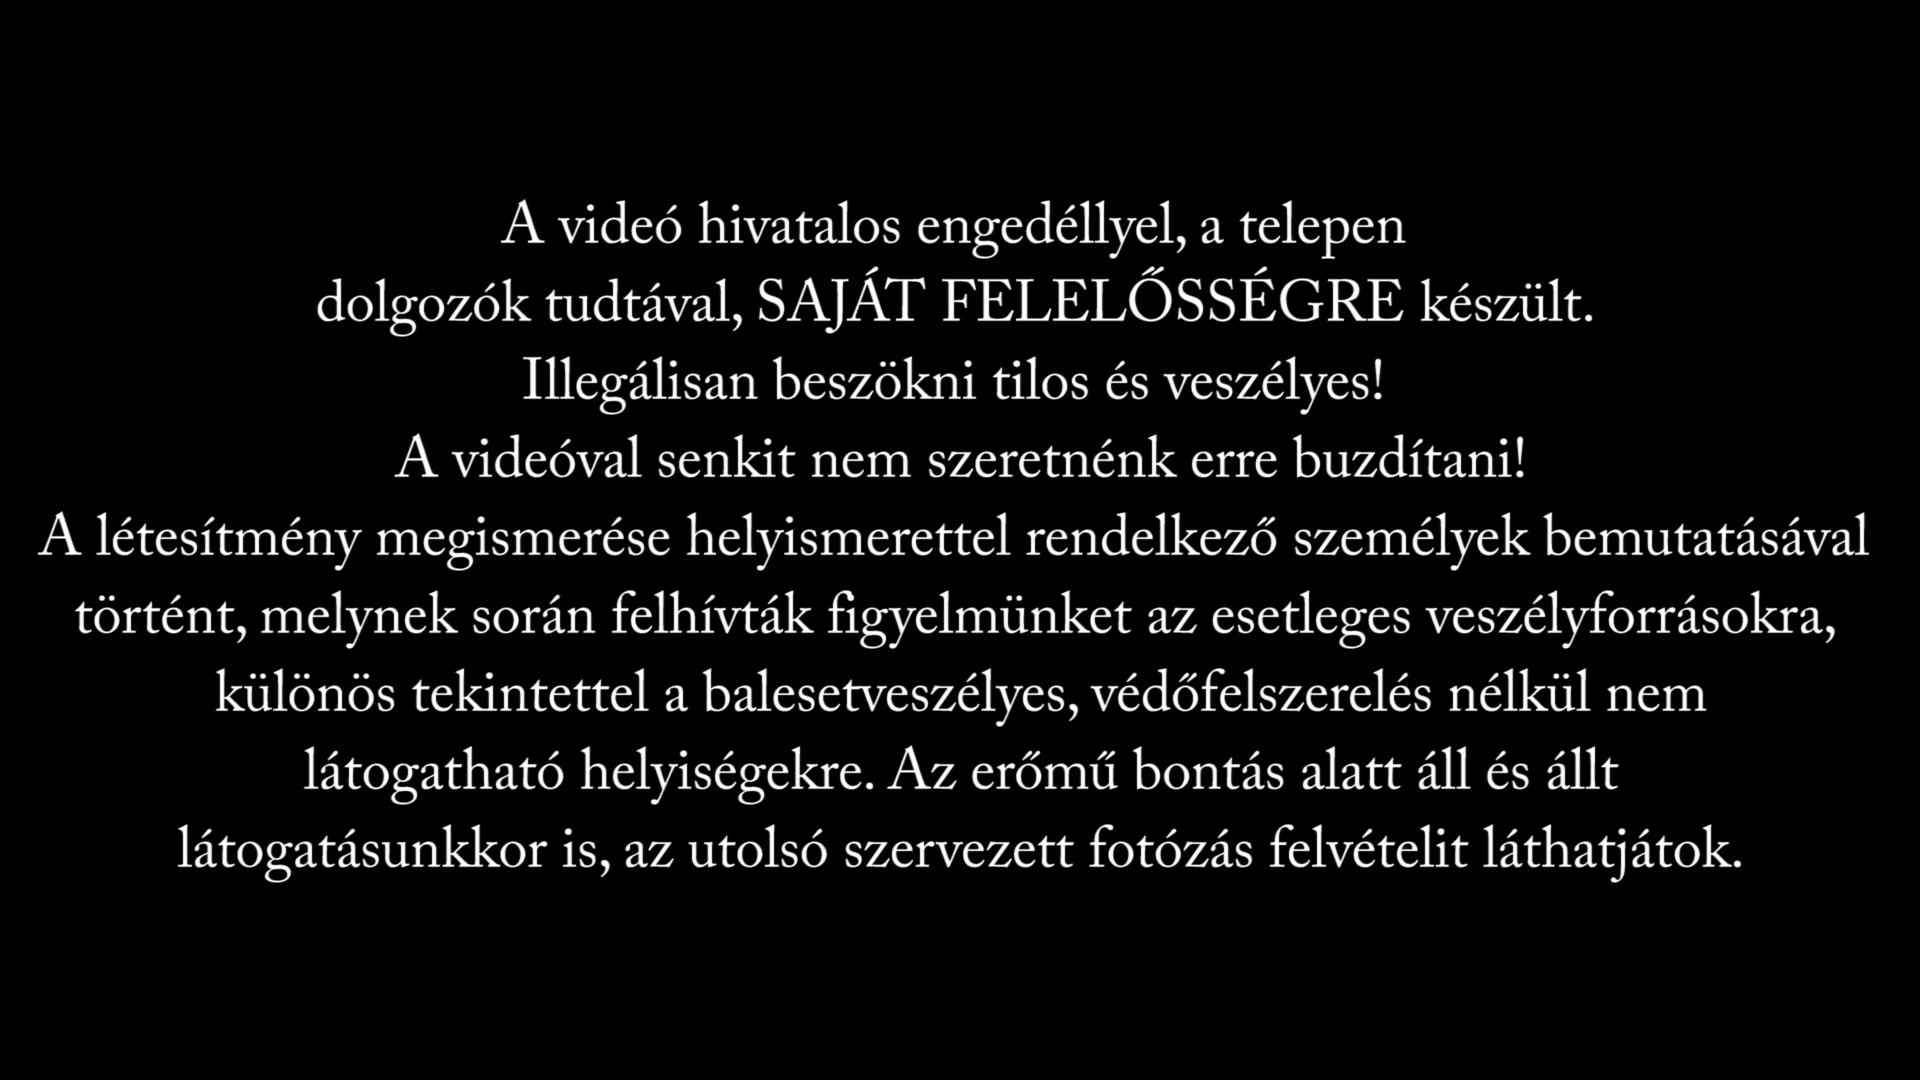 A videó hivatalos engedéllyel, a telepen
dolgozók tudtával, SAJÁT FELELŐSSÉGRE készült.
Illegálisan beszökni tilos és veszélyes!
A videóval senkit nem szeretnénk erre buzdítani!
A létesítmény megismerése helyismerettel rendelkező személyek bemutatásával
történt, melynek során felhívták figyelmünket az esetleges veszélyforrásokra,
különös tekintettel a balesetveszélyes, védőfelszerelés nélkül nem
látogatható helyiségekre. Az erőmű bontás alatt áll és állt
látogatásunkkor is, az utolsó szervezett fotózás felvételit láthatjátok.